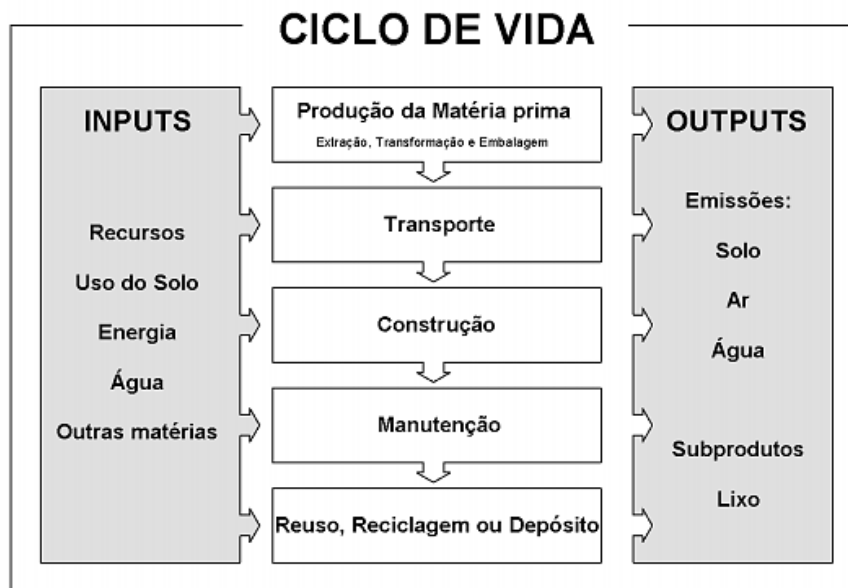 CICLO DE VIDA
INPUTS
Recursos
Uso do Solo
Energia
Água
Outras matérias
Produção da Matéria prima
Extração, Transformação e Embalagem
Transporte
Construção
Manutenção
Reuso, Reciclagem ou Depósito
OUTPUTS
Emissões:
Solo
Ar
Água
Subprodutos
Lixo